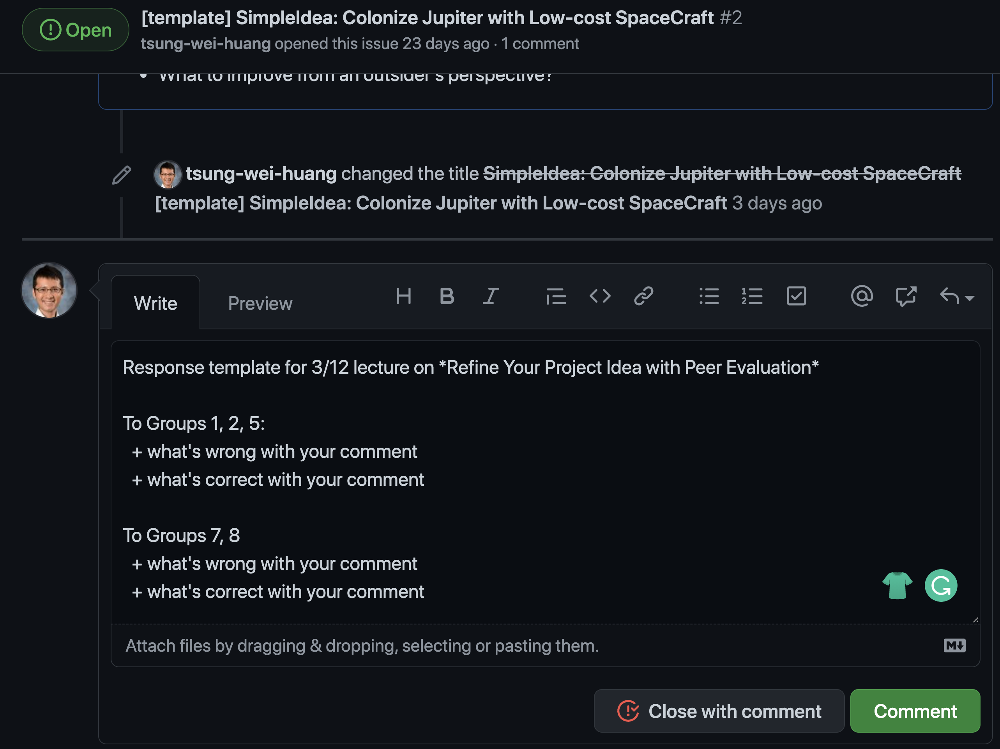 Open
[template] SimpleIdea: Colonize Jupiter with Low-cost SpaceCraft #2
tsung-wei-huang opened this issue 23 days ago · 1 comment
• What to improve from an outsider's perspective?
tsung-wei-huang changed the title SimpleIdea: Colonize Jupiter with Low-cost SpaceCraft
[template] SimpleIdea: Colonize Jupiter with Low-cost SpaceCraft 3 days ago
Write Preview
Response template for 3/12 lecture on *Refine Your Project Idea with Peer Evaluation*
To Groups 1, 2, 5:
+ what's wrong with your comment
+ what's correct with your comment
To Groups 7, 8
+ what's wrong with your comment
+ what's correct with your comment
Attach files by dragging & dropping, selecting or pasting them.
Close with comment Comment